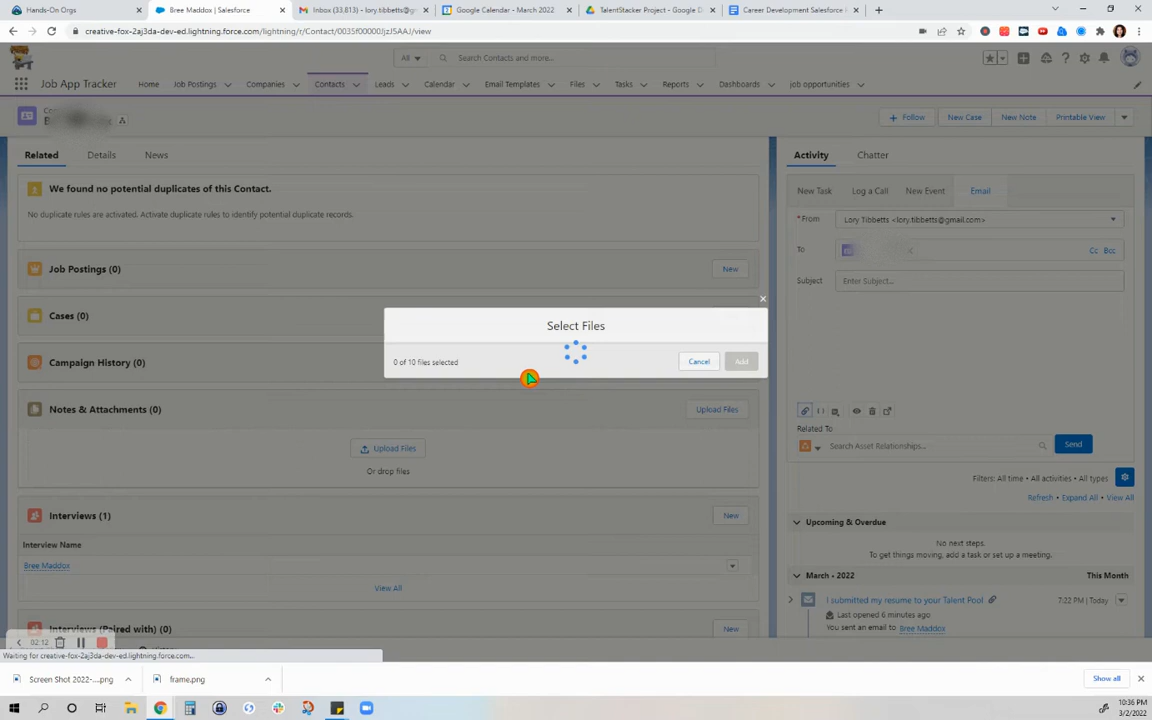 Hands-On Orgs
Bree Maddox | Salesforce
Inbox (33,813) - lory.tibbetts@g
Google Calendar - March 2022
TalentStacker Project - Google D
Career Development Salesforce
creative-fox-2aj3da-dev-ed.lightning.force.com/lightning/r/Contact/0035f00000JzJ5AAJ/view
All
Search Contacts and more...
Job App Tracker
Home
Job Postings
Companies
Contacts
Leads
Calendar
Email Templates
Files
Tasks
Reports
Dashboards
job opportunities
Follow
New Case
New Note
Printable View
Related
Details
News
We found no potential duplicates of this Contact.
No duplicate rules are activated. Activate duplicate rules to identify potential duplicate records.
Job Postings (0)
New
Cases (0)
Campaign History (0)
Notes & Attachments (0)
Upload Files
Upload Files
Or drop files
Interviews (1)
New
Interview Name
Bree Maddox
View All
Interviews (Paired with) (0)
New
Select Files
0 of 10 files selected
Cancel
Add
Activity
Chatter
New Task
Log a Call
New Event
Email
*From
Lory Tibbetts <lory.tibbetts@gmail.com>
To
Cc Bcc
Subject
Enter Subject...
Related To
Search Asset Relationships...
Send
Filters: All time • All activities • All types
Refresh • Expand All • View All
Upcoming & Overdue
No next steps.
To get things moving, add a task or set up a meeting.
March - 2022
This Month
I submitted my resume to your Talent Pool
7:22 PM | Today
Last opened 6 minutes ago
You sent an email to Bree Maddox
02:12
Waiting for creative-fox-2aj3da-dev-ed.lightning.force.com...
Screen Shot 2022-....png
frame.png
Show all
10:36 PM
3/2/2022